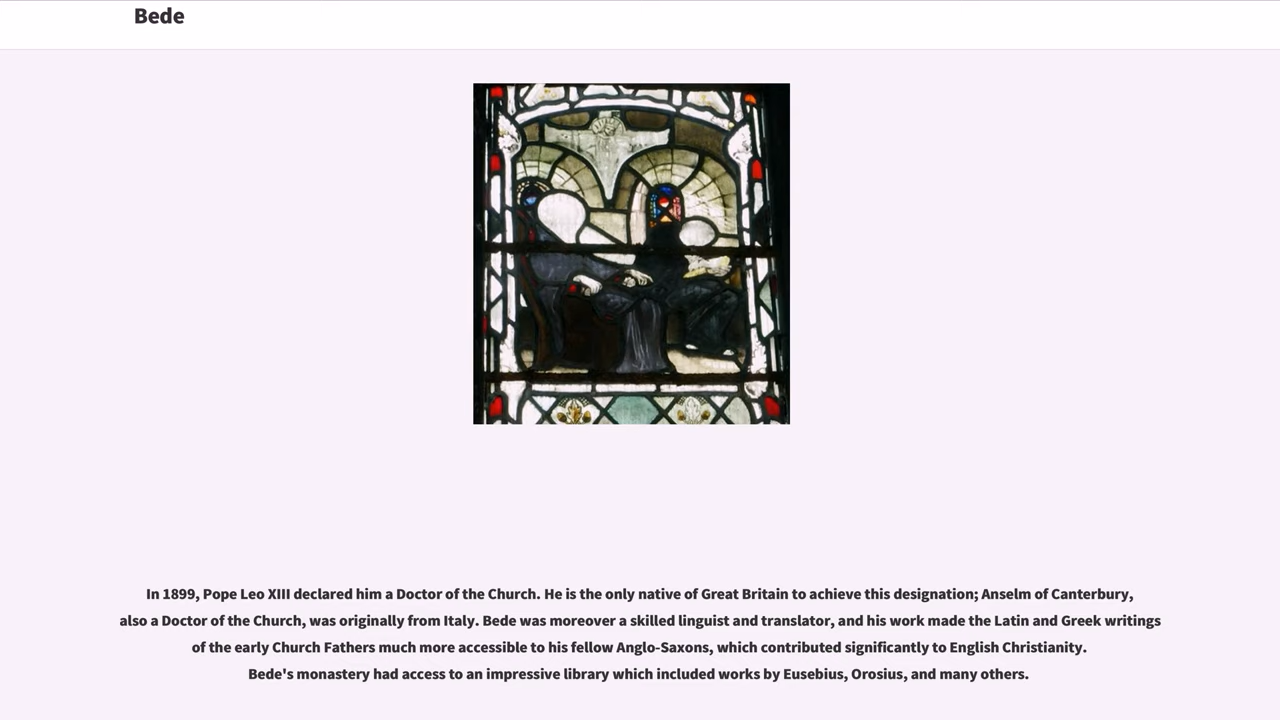 Bede
In 1899, Pope Leo XIII declared him a Doctor of the Church. He is the only native of Great Britain to achieve this designation; Anselm of Canterbury,
also a Doctor of the Church, was originally from Italy. Bede was moreover a skilled linguist and translator, and his work made the Latin and Greek writings
of the early Church Fathers much more accessible to his fellow Anglo-Saxons, which contributed significantly to English Christianity.
Bede's monastery had access to an impressive library which included works by Eusebius, Orosius, and many others.